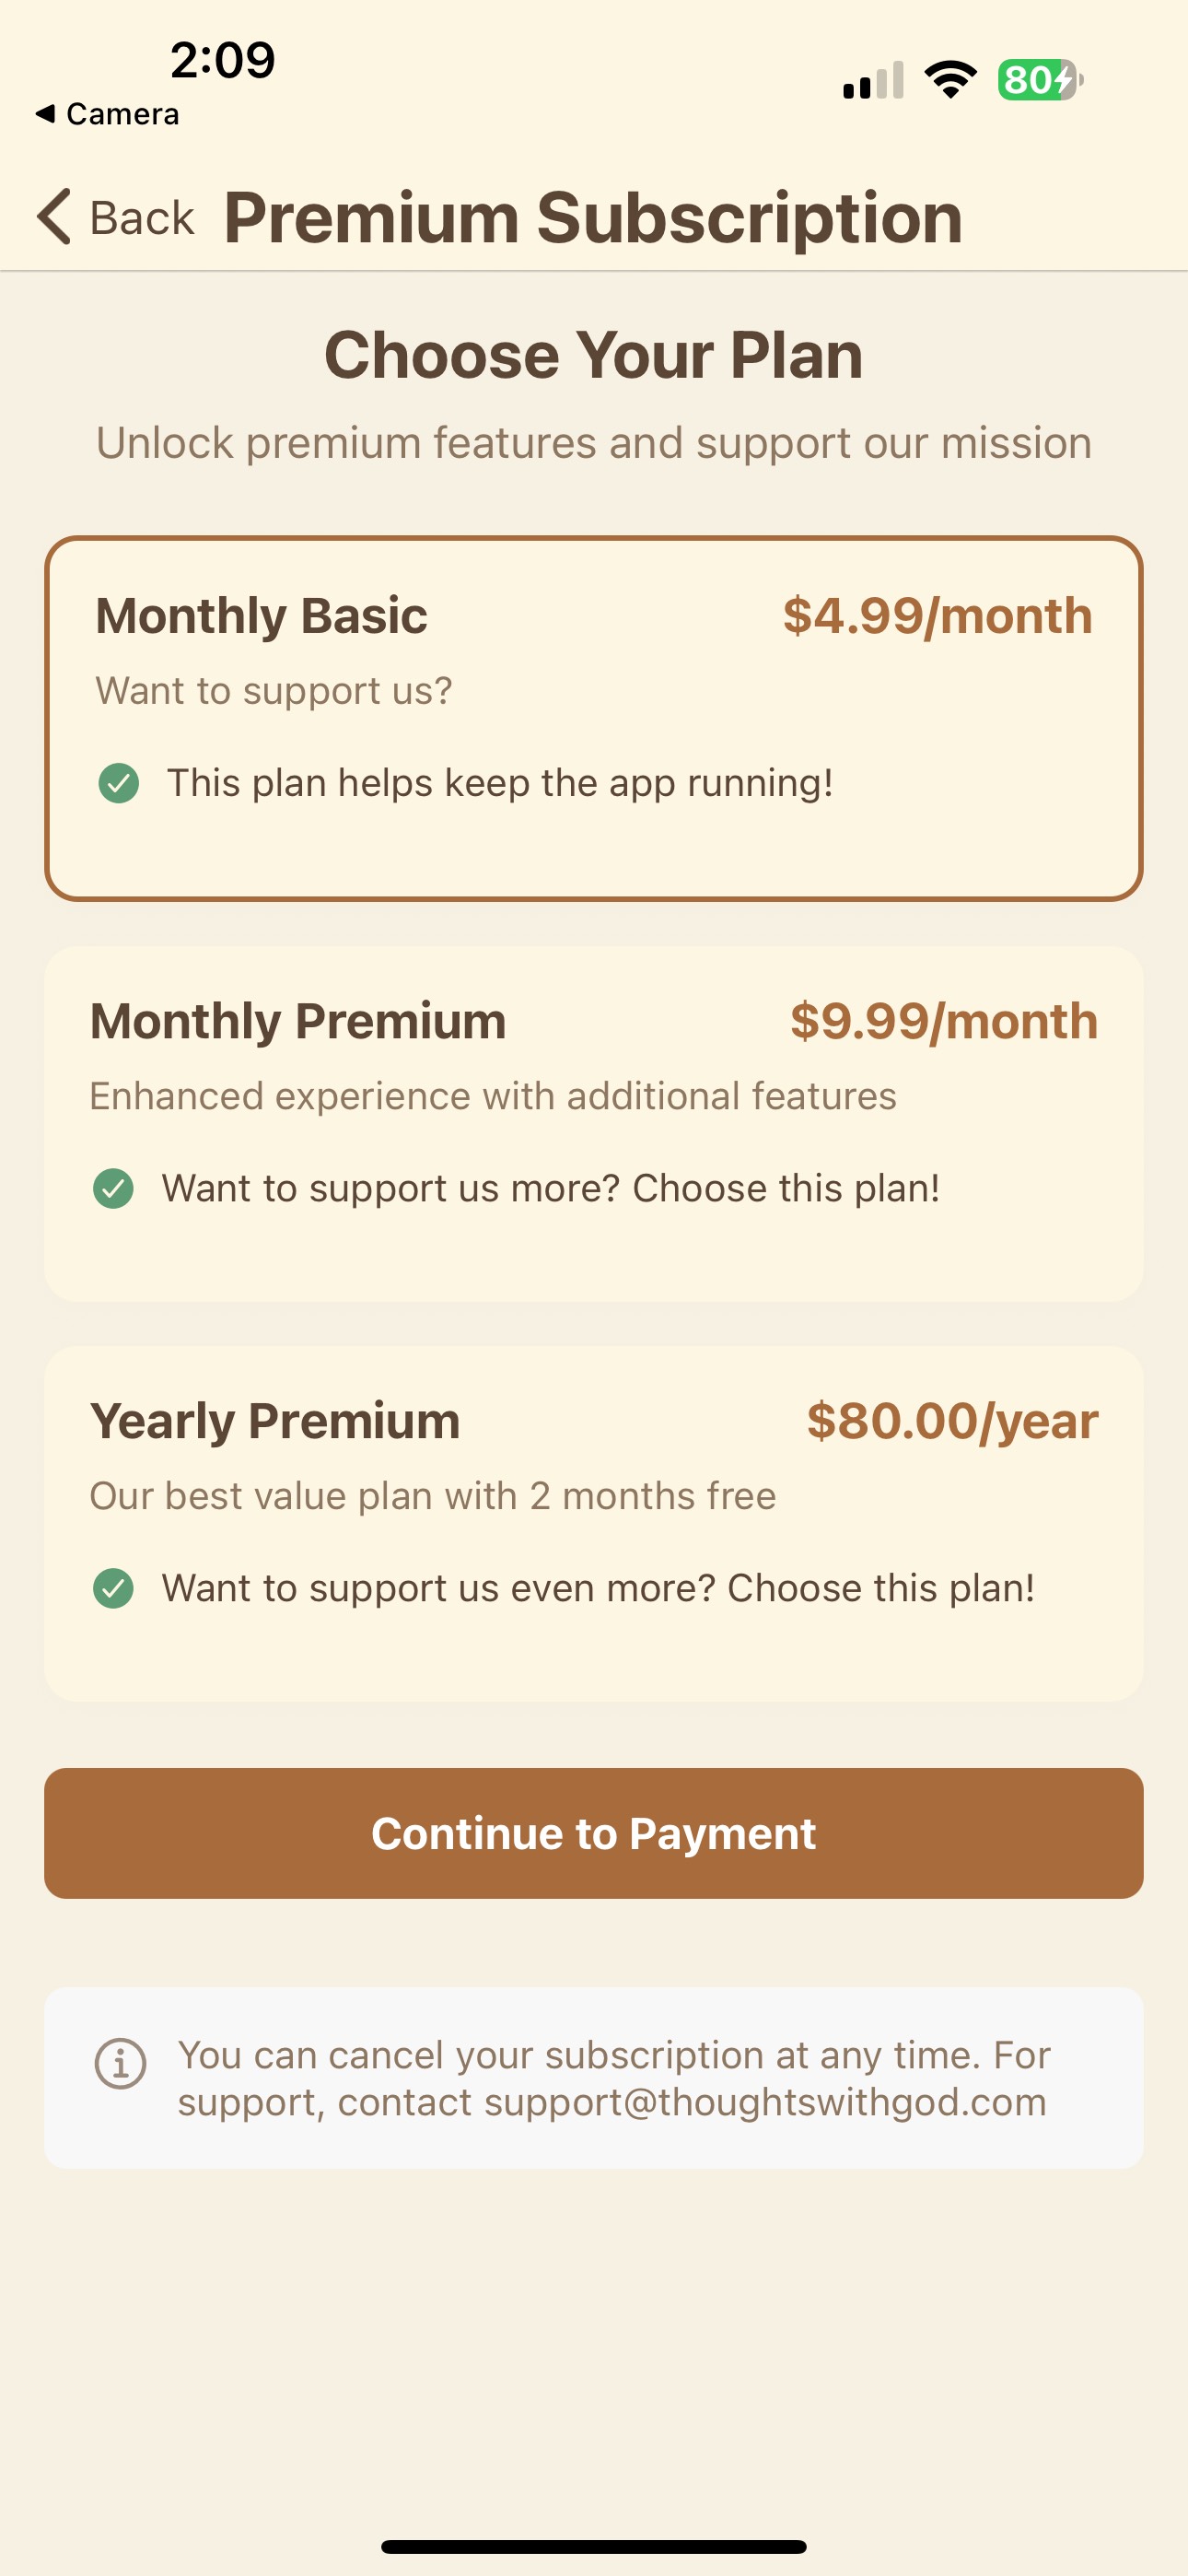 2:09
80
◀ Camera
Back Premium Subscription
Choose Your Plan
Unlock premium features and support our mission
Monthly Basic $4.99/month
Want to support us?
This plan helps keep the app running!
Monthly Premium $9.99/month
Enhanced experience with additional features
Want to support us more? Choose this plan!
Yearly Premium $80.00/year
Our best value plan with 2 months free
Want to support us even more? Choose this plan!
Continue to Payment
You can cancel your subscription at any time. For
support, contact support@thoughtswithgod.com